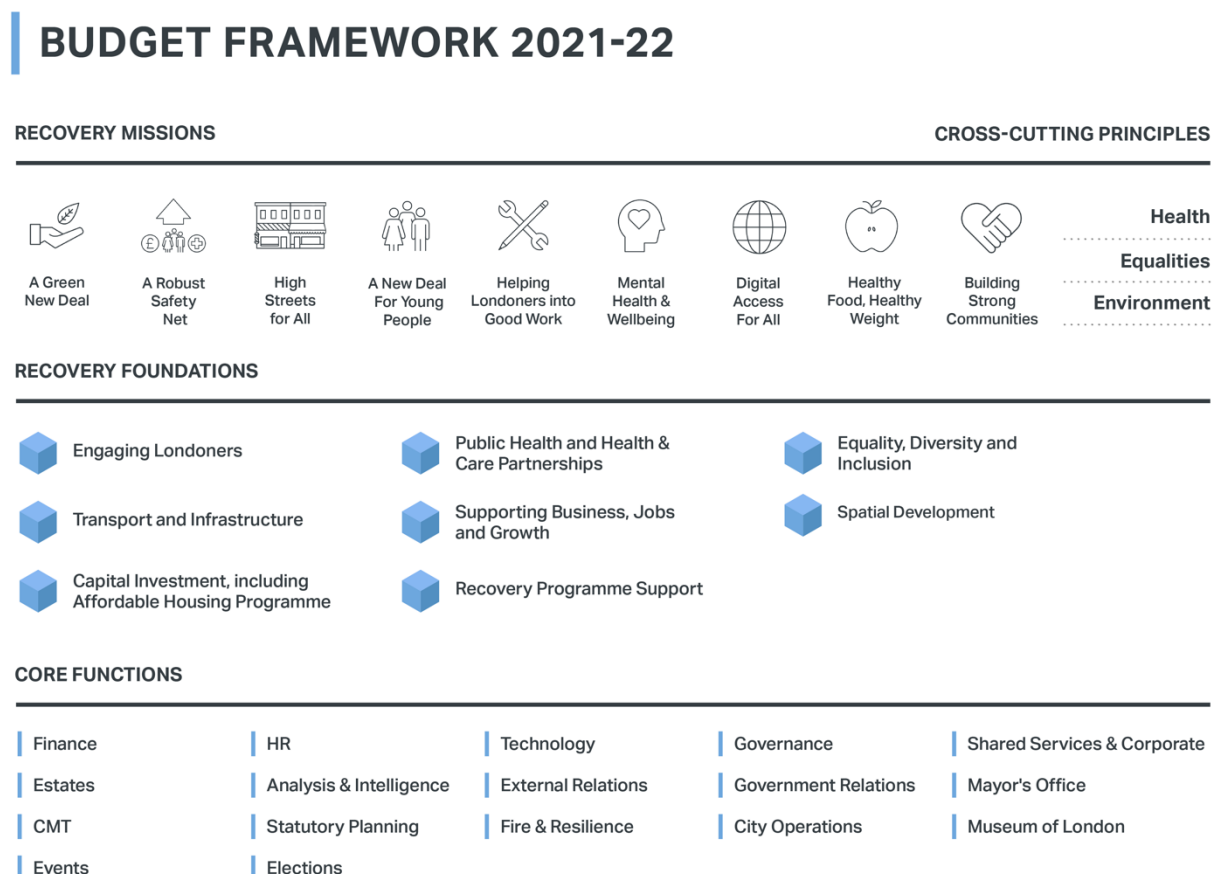 BUDGET FRAMEWORK 2021-22
RECOVERY MISSIONS
CROSS-CUTTING PRINCIPLES
£
A Green
New Deal
A Robust
Safety
Net
High
Streets
for All
A New Deal
For Young
People
Helping
Londoners into
Good Work
Mental
Health &
Wellbeing
Digital
Access
For All
Healthy
Food, Healthy
Weight
Building
Strong
Communities
Health
Equalities
Environment
RECOVERY FOUNDATIONS
Engaging Londoners
Transport and Infrastructure
Capital Investment, including
Affordable Housing Programme
Public Health and Health &
Care Partnerships
Supporting Business, Jobs
and Growth
Recovery Programme Support
Equality, Diversity and
Inclusion
Spatial Development
CORE FUNCTIONS
Finance
Estates
CMT
Events
HR
Analysis & Intelligence
Statutory Planning
Elections
Technology
External Relations
Fire & Resilience
Governance
Government Relations
City Operations
Shared Services & Corporate
Mayor's Office
Museum of London